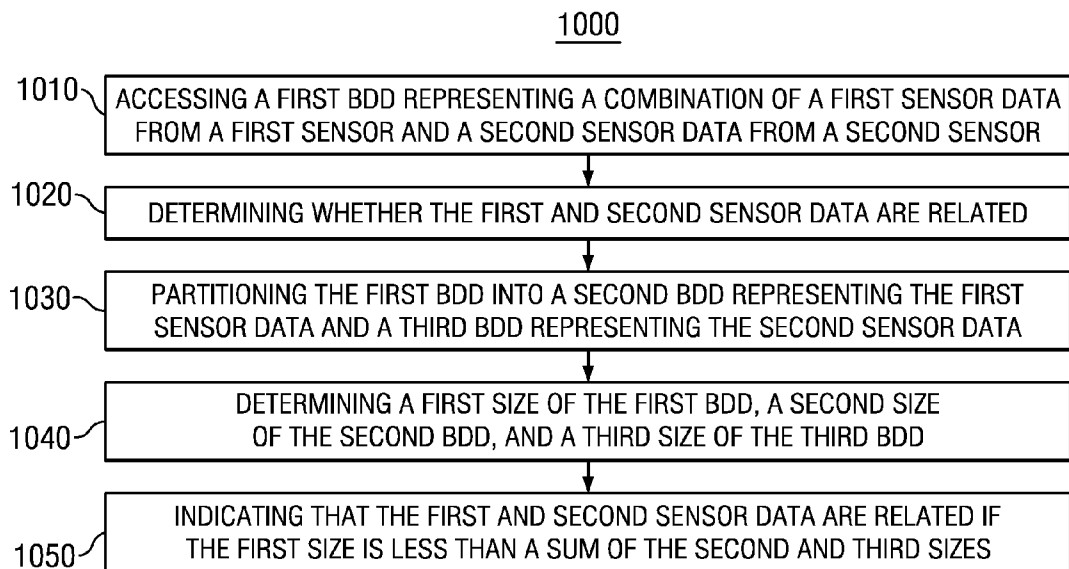 1000
1010
ACCESSING A FIRST BDD REPRESENTING A COMBINATION OF A FIRST SENSOR DATA
FROM A FIRST SENSOR AND A SECOND SENSOR DATA FROM A SECOND SENSOR
1020
DETERMINING WHETHER THE FIRST AND SECOND SENSOR DATA ARE RELATED
1030
PARTITIONING THE FIRST BDD INTO A SECOND BDD REPRESENTING THE FIRST
SENSOR DATA AND A THIRD BDD REPRESENTING THE SECOND SENSOR DATA
1040
DETERMINING A FIRST SIZE OF THE FIRST BDD, A SECOND SIZE
OF THE SECOND BDD, AND A THIRD SIZE OF THE THIRD BDD
1050
INDICATING THAT THE FIRST AND SECOND SENSOR DATA ARE RELATED IF
THE FIRST SIZE IS LESS THAN A SUM OF THE SECOND AND THIRD SIZES